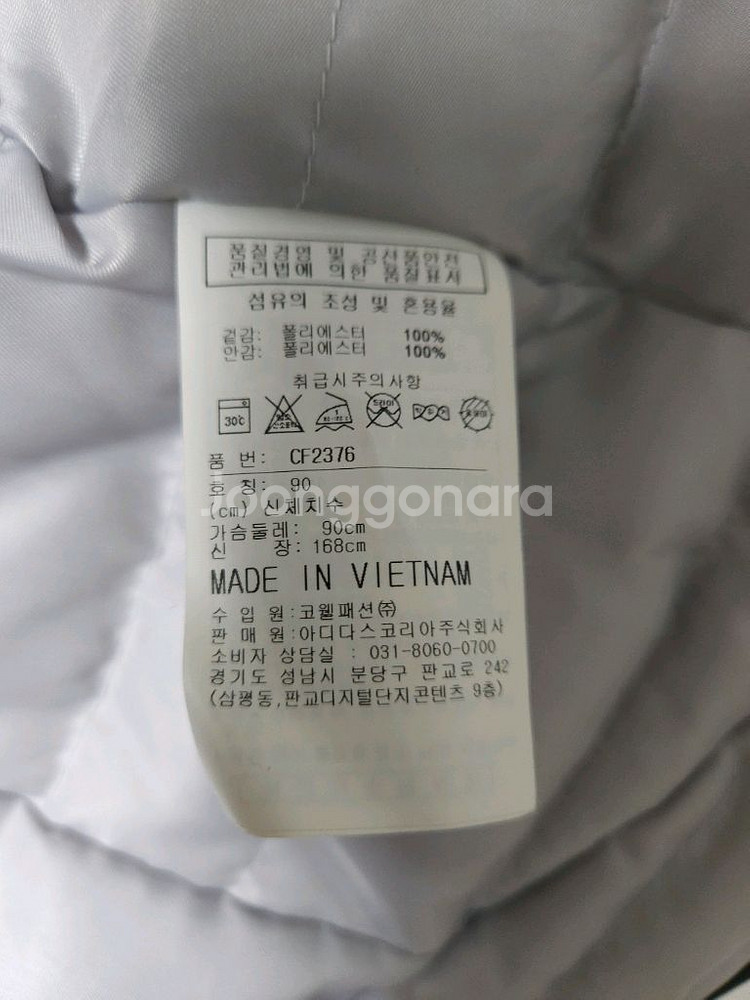 품질경영 및 공산품안전
관리법에 의한 품질표시
섬유의 조성 및 혼용율
겉감: 폴리에스터 100%
안감: 폴리에스터 100%
취급시주의사항
30℃
드라이
품 번: CF2376
호 칭: 90
(cm) 신체치수
가슴둘레: 90cm
신 장: 168cm
MADE IN VIETNAM
수 입 원:코웰패션㈜
판 매 원:아디다스코리아주식회사
소비자 상담실 : 031-8060-0700
경기도 성남시 분당구 판교로 242
(삼평동,판교디지털단지콘텐츠 9층)
Joonggonara